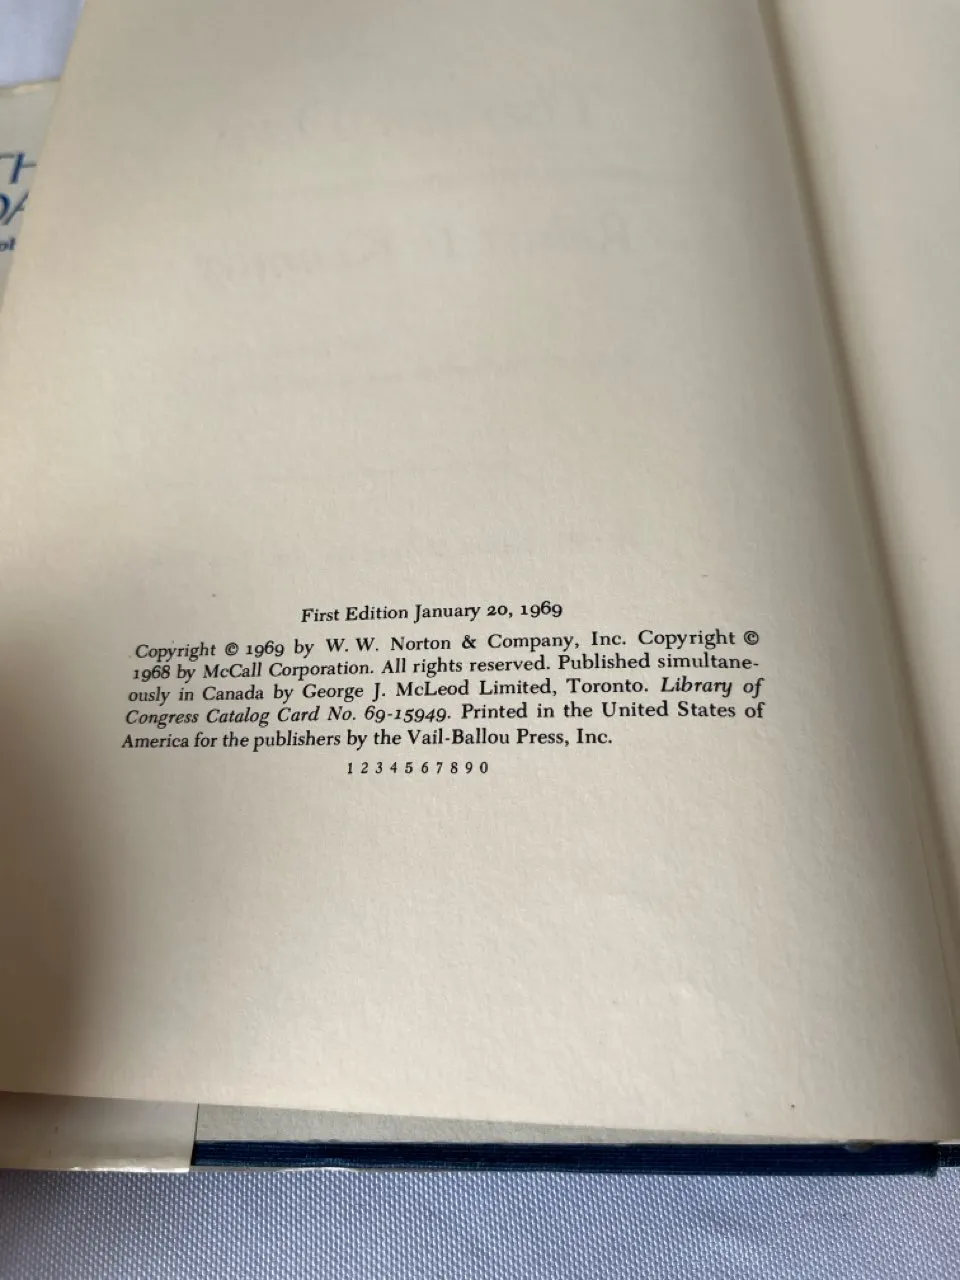 TH
DA
of
First Edition January 20, 1969
Copyright © 1969 by W. W. Norton & Company, Inc. Copyright ©
1968 by McCall Corporation. All rights reserved. Published simultane-
ously in Canada by George J. McLeod Limited, Toronto. Library of
Congress Catalog Card No. 69-15949. Printed in the United States of
America for the publishers by the Vail-Ballou Press, Inc.
1 2 3 4 5 6 7 8 9 0